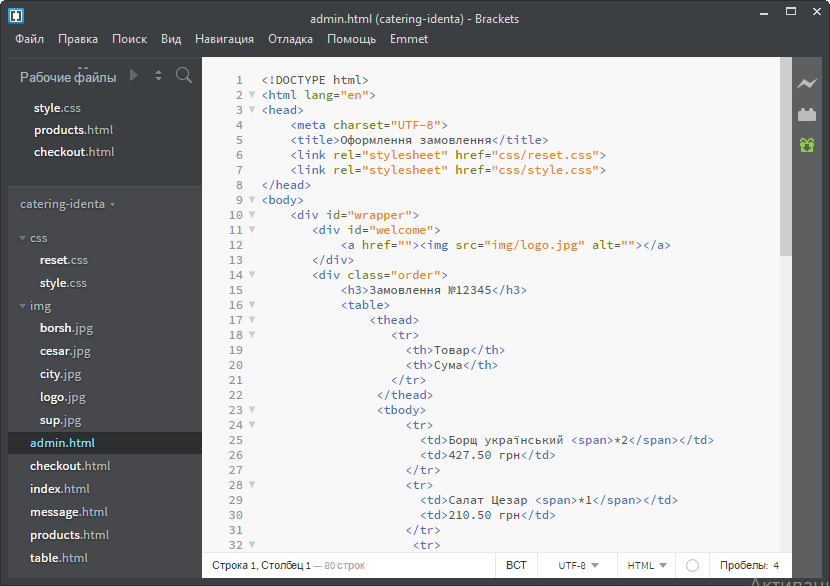 admin.html (catering-identa) - Brackets
Файл Правка Поиск Вид Навигация Отладка Помощь Emmet
Рабочие файлы
style.css
products.html
checkout.html
catering-identa
css
reset.css
style.css
img
borsh.jpg
cesar.jpg
city.jpg
logo.jpg
sup.jpg
admin.html
checkout.html
index.html
message.html
products.html
table.html
1 <!DOCTYPE html>
2 <html lang="en">
3 <head>
4 <meta charset="UTF-8">
5 <title>Оформлення замовлення</title>
6 <link rel="stylesheet" href="css/reset.css">
7 <link rel="stylesheet" href="css/style.css">
8 </head>
9 <body>
10 <div id="wrapper">
11 <div id="welcome">
12 <a href=""><img src="img/logo.jpg" alt=""></a>
13 </div>
14 <div class="order">
15 <h3>Замовлення №12345</h3>
16 <table>
17 <thead>
18 <tr>
19 <th>Товар</th>
20 <th>Сума</th>
21 </tr>
22 </thead>
23 <tbody>
24 <tr>
25 <td>Борщ український <span>*2</span></td>
26 <td>427.50 грн</td>
27 </tr>
28 <tr>
29 <td>Салат Цезар <span>*1</span></td>
30 <td>210.50 грн</td>
31 </tr>
32 <tr>
Строка 1, Столбец 1 — 80 строк ВСТ UTF-8 HTML Пробелы: 4